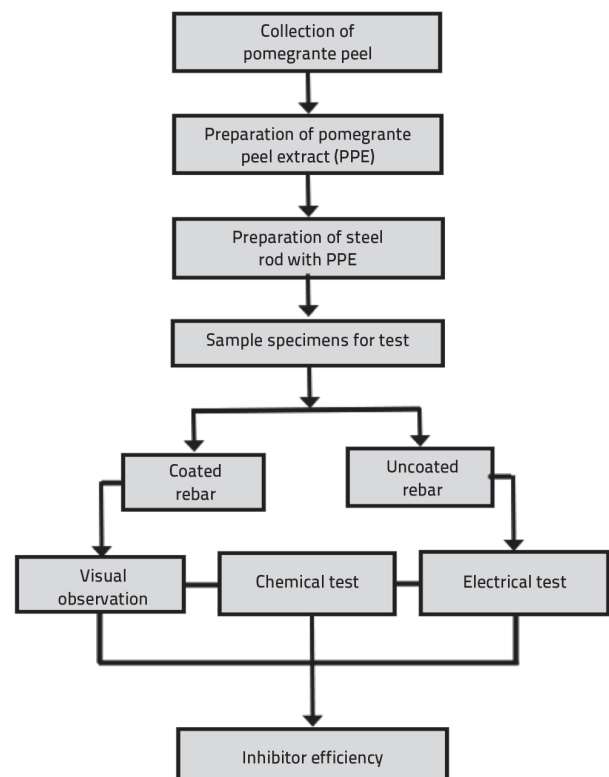 Collection of
pomegrante peel
Preparation of pomegrante
peel extract (PPE)
Preparation of steel
rod with PPE
Sample specimens for test
Coated
rebar
Uncoated
rebar
Visual
observation
Chemical test
Electrical test
Inhibitor efficiency